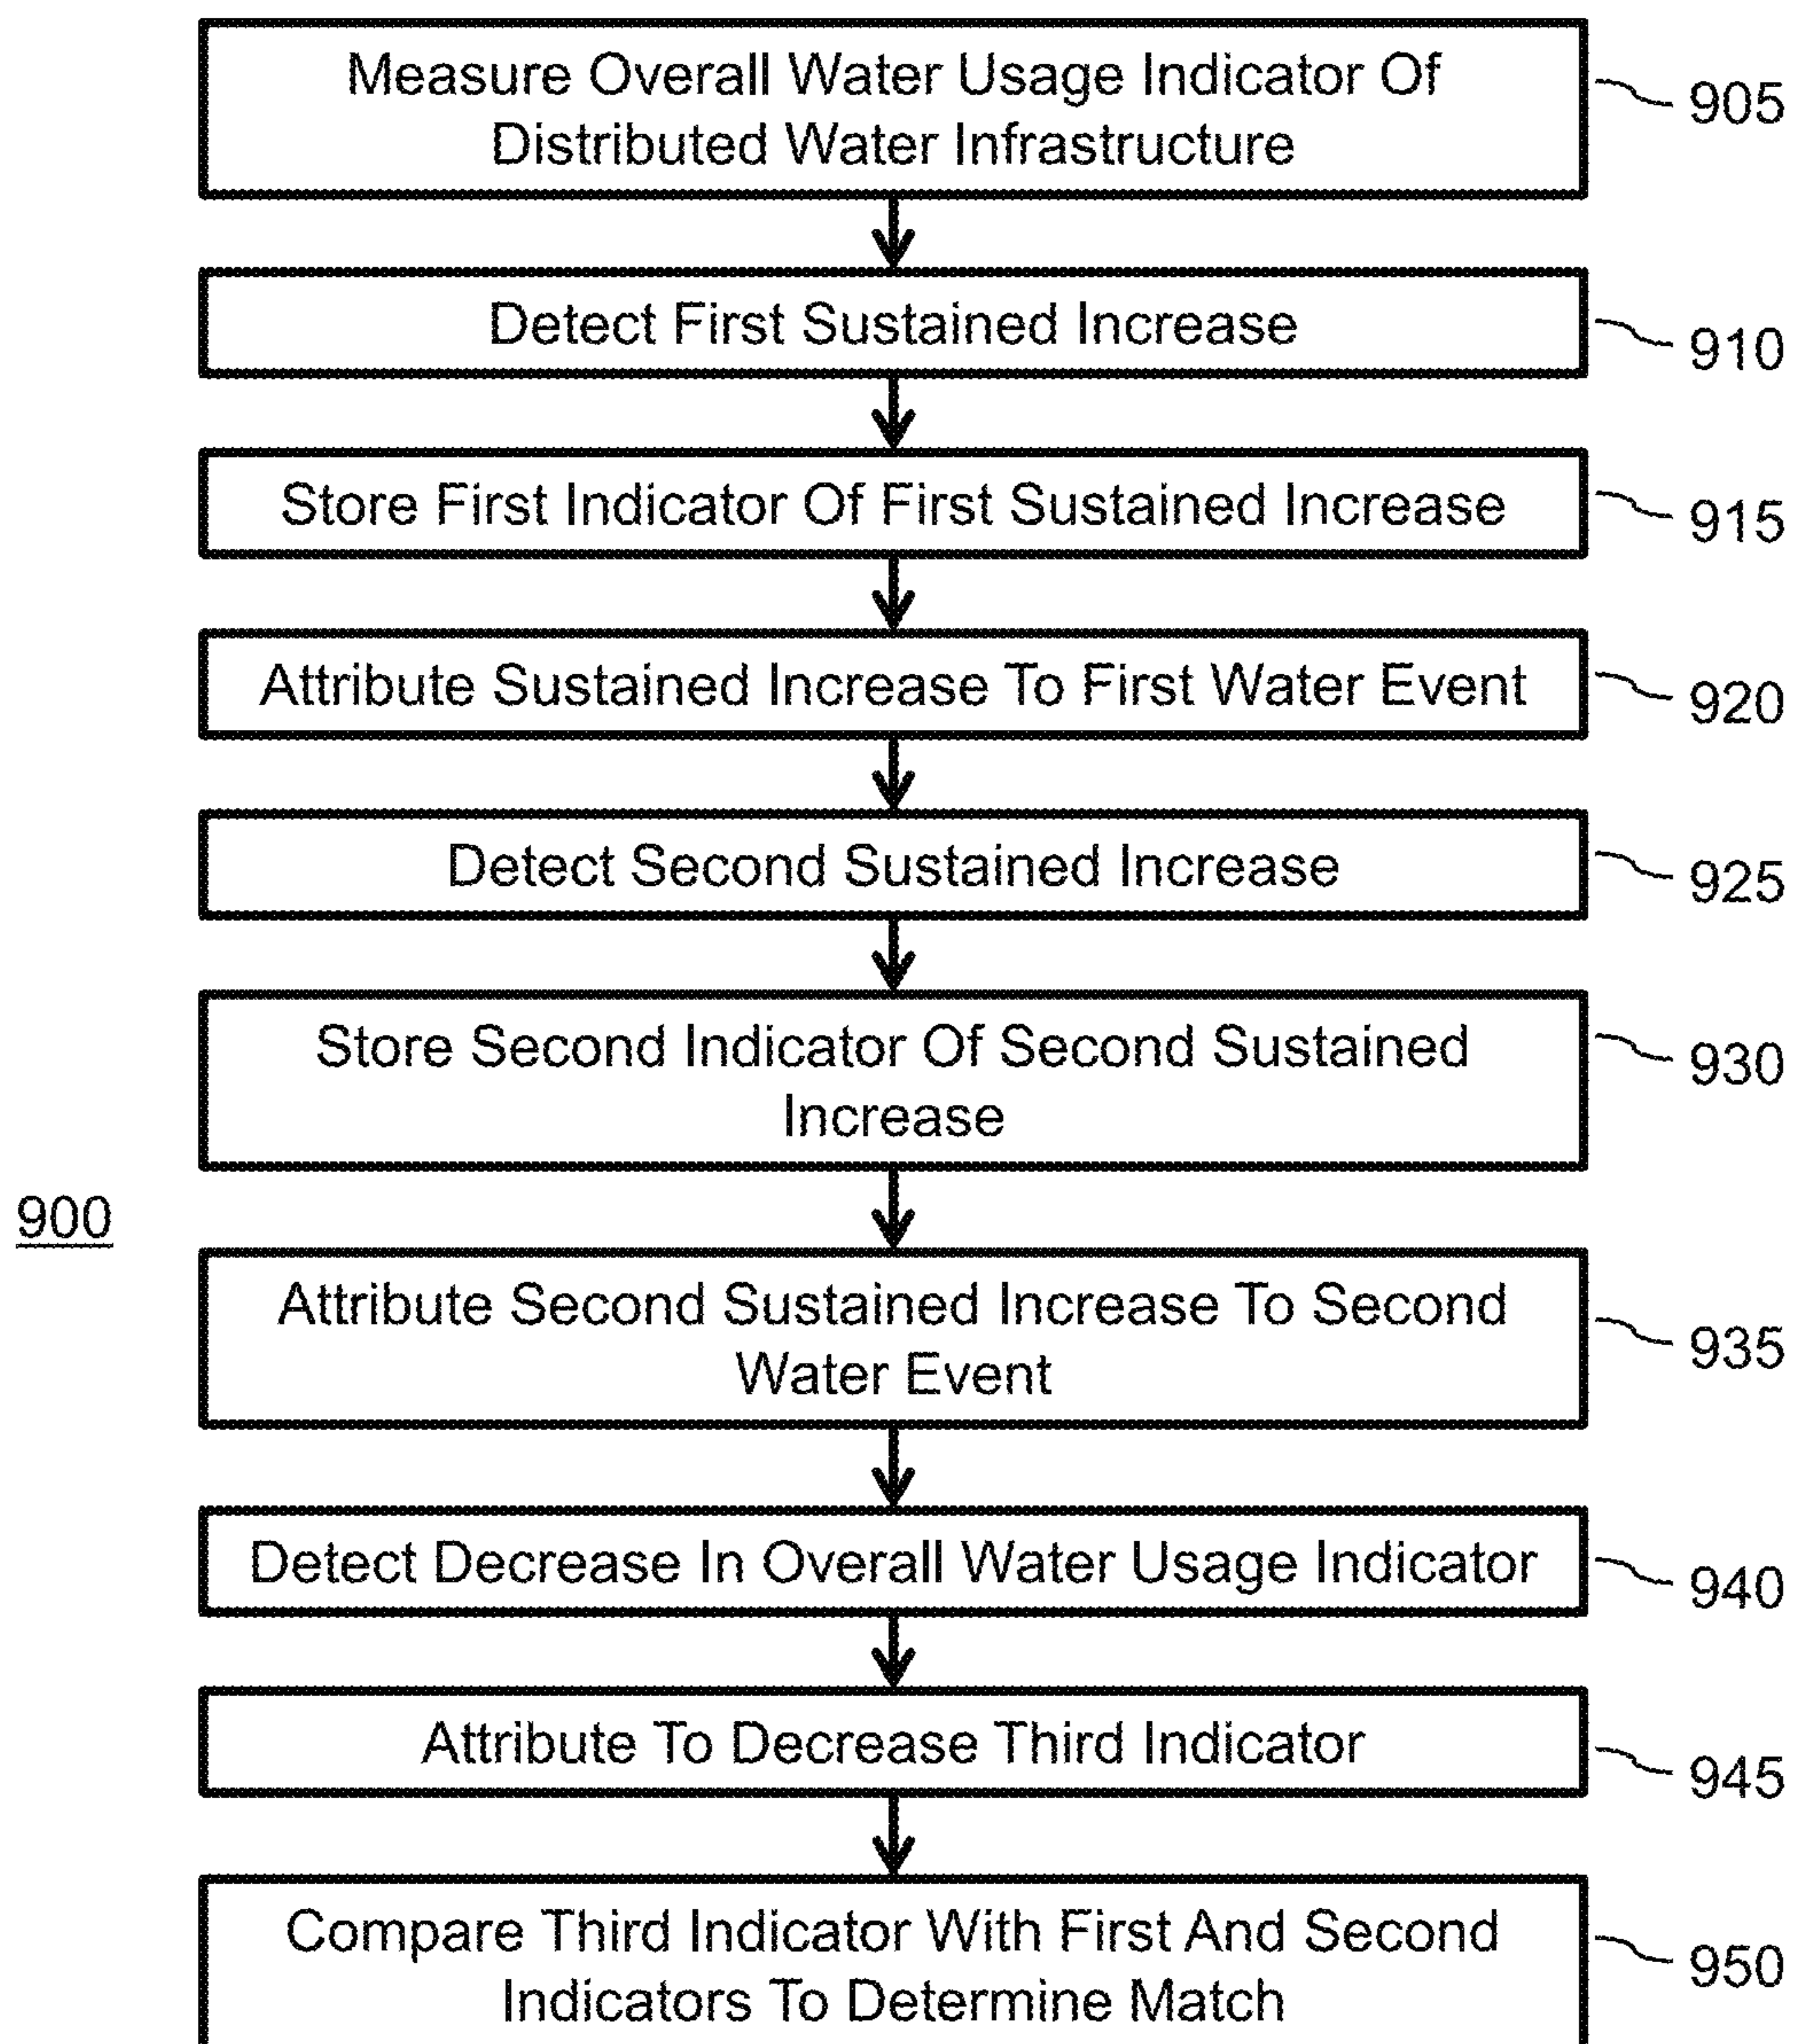 Measure Overall Water Usage Indicator Of
Distributed Water Infrastructure
905
Detect First Sustained Increase
910
Store First Indicator Of First Sustained Increase
915
Attribute Sustained Increase To First Water Event
920
Detect Second Sustained Increase
925
Store Second Indicator Of Second Sustained
Increase
930
900
Attribute Second Sustained Increase To Second
Water Event
935
Detect Decrease In Overall Water Usage Indicator
940
Attribute To Decrease Third Indicator
945
Compare Third Indicator With First And Second
Indicators To Determine Match
950